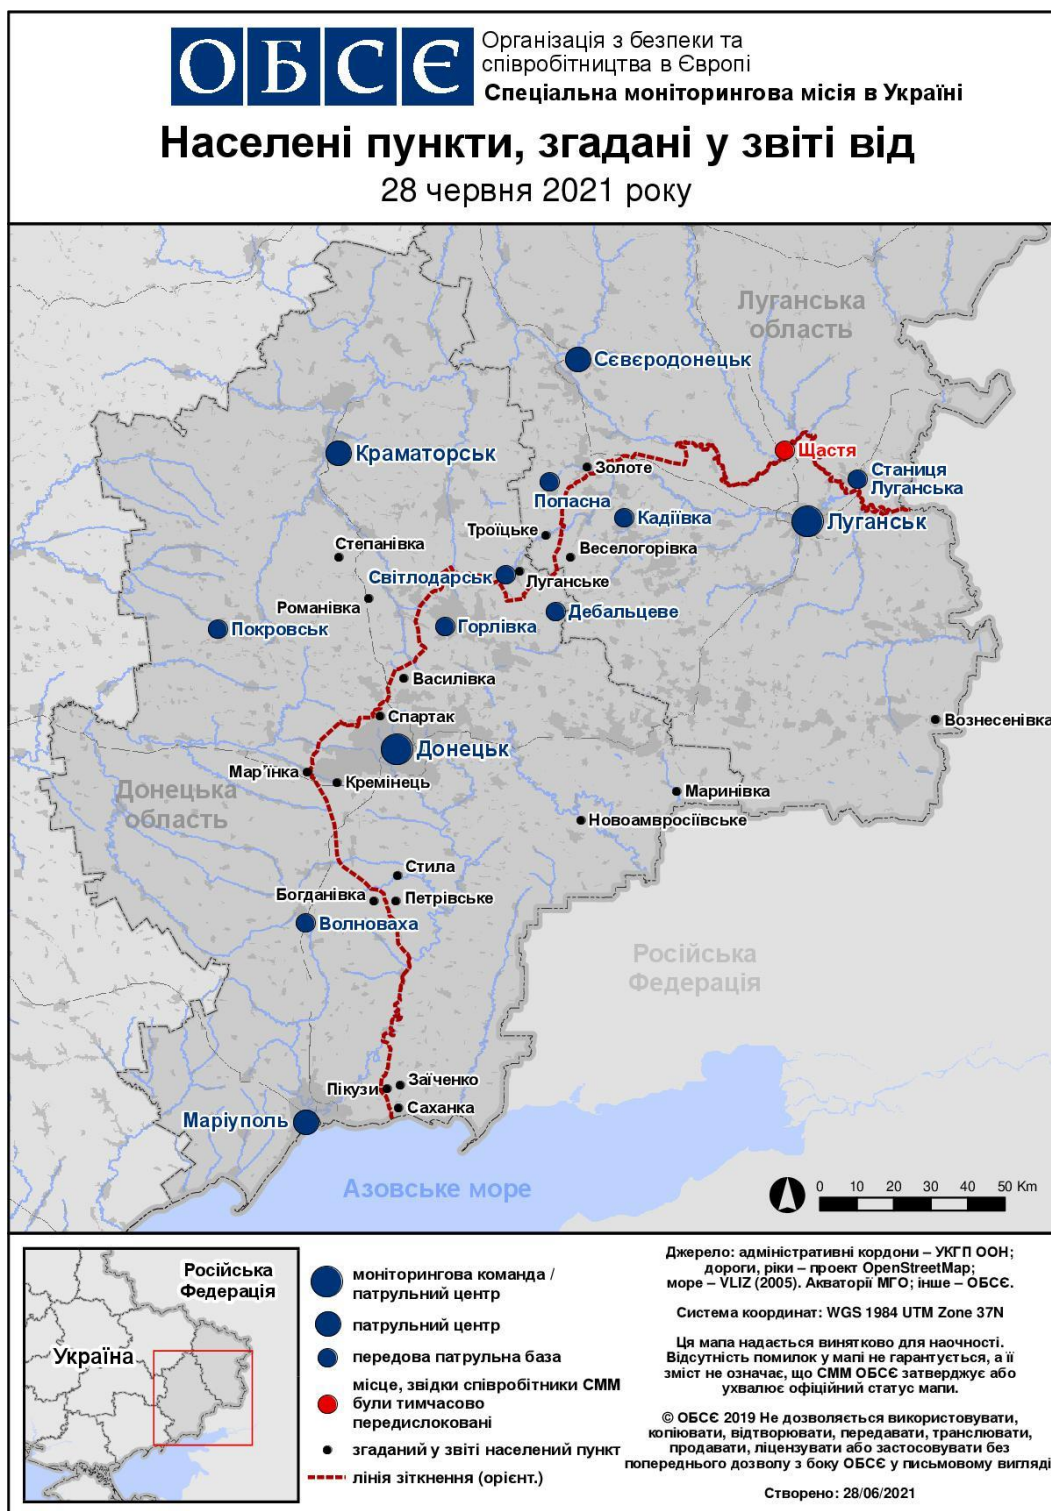 ОБСЄ
Організація з безпеки та
співробітництва в Європі
Спеціальна моніторингова місія в Україні
Населені пункти, згадані у звіті від
28 червня 2021 року
Луганська
область
Сєвєродонецьк
Щастя
Краматорськ
Золоте
Станиця
Луганська
Попасна
Кадіївка
Луганськ
Троїцьке
Степанівка
Веселогорівка
Світлодарськ
Луганське
Романівка
Дебальцеве
Покровськ
Горлівка
Василівка
Спартак
Вознесенівка
Донецьк
Мар'їнка
Кремінець
Донецька
область
Маринівка
Новоамвросіївське
Стила
Богданівка
Петрівське
Волноваха
Російська
Федерація
Заїченко
Пікузи
Саханка
Маріуполь
Азовське море
0 10 20 30 40 50 Km
Російська
Федерація
Україна
моніторингова команда /
патрульний центр
патрульний центр
передова патрульна база
місце, звідки співробітники СММ
були тимчасово
передислоковані
згаданий у звіті населений пункт
лінія зіткнення (орієнт.)
Джерело: адміністративні кордони – УКГП ООН;
дороги, ріки – проект OpenStreetMap;
море – VLIZ (2005). Акваторії МГО; інше – ОБСЄ.
Система координат: WGS 1984 UTM Zone 37N
Ця мапа надається винятково для наочності.
Відсутність помилок у мапі не гарантується, а її
зміст не означає, що СММ ОБСЄ затверджує або
ухвалює офіційний статус мапи.
© ОБСЄ 2019 Не дозволяється використовувати,
копіювати, відтворювати, передавати, транслювати,
продавати, ліцензувати або застосовувати без
попереднього дозволу з боку ОБСЄ у письмовому вигляді
Створено: 28/06/2021